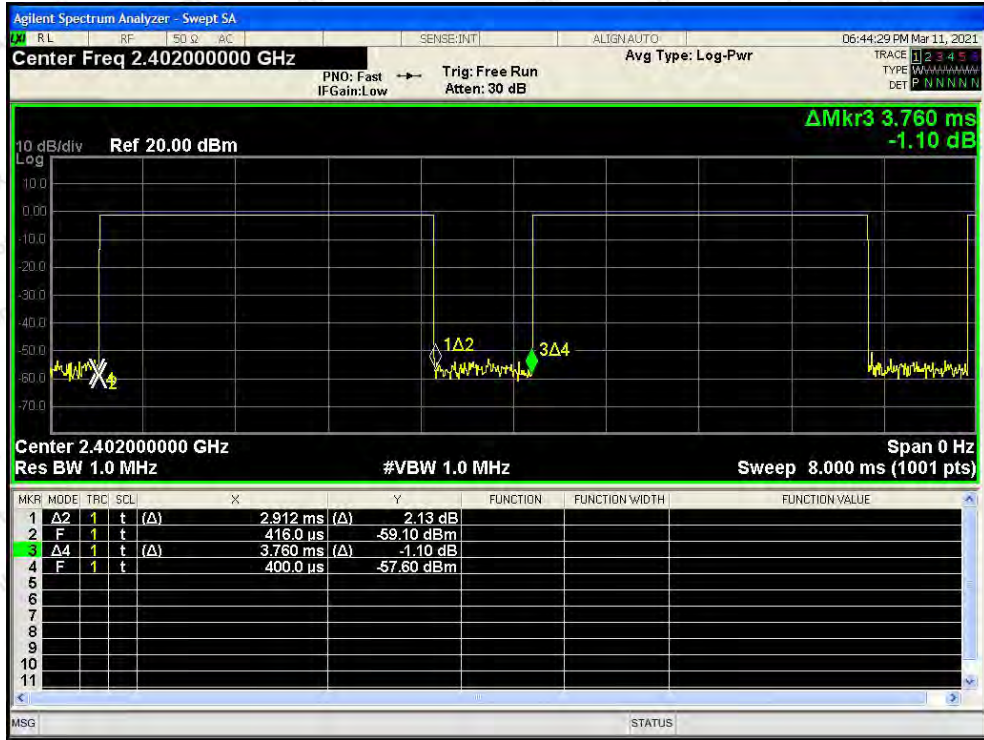 Agilent Spectrum Analyzer - Swept SA
LXI RL RF 50 Ω AC SENSE:INT ALIGN AUTO 06:44:29 PM Mar 11, 2021
Center Freq 2.402000000 GHz Avg Type: Log-Pwr TRACE 1 2 3 4 5 6
PNO: Fast Trig: Free Run TYPE W
IFGain:Low Atten: 30 dB DET P N N N N N
ΔMkr3 3.760 ms
-1.10 dB
10 dB/div Ref 20.00 dBm
Log
10.0
0.00
-10.0
-20.0
-30.0
-40.0
-50.0
-60.0
-70.0
1Δ2
3Δ4
Center 2.402000000 GHz Span 0 Hz
Res BW 1.0 MHz #VBW 1.0 MHz Sweep 8.000 ms (1001 pts)
MKR MODE TRC SCL X Y FUNCTION FUNCTION WIDTH FUNCTION VALUE
1 Δ2 1 t (Δ) 2.912 ms (Δ) 2.13 dB
2 F 1 t 416.0 µs -59.10 dBm
3 Δ4 1 t (Δ) 3.760 ms (Δ) -1.10 dB
4 F 1 t 400.0 µs -57.60 dBm
5
6
7
8
9
10
11
MSG STATUS